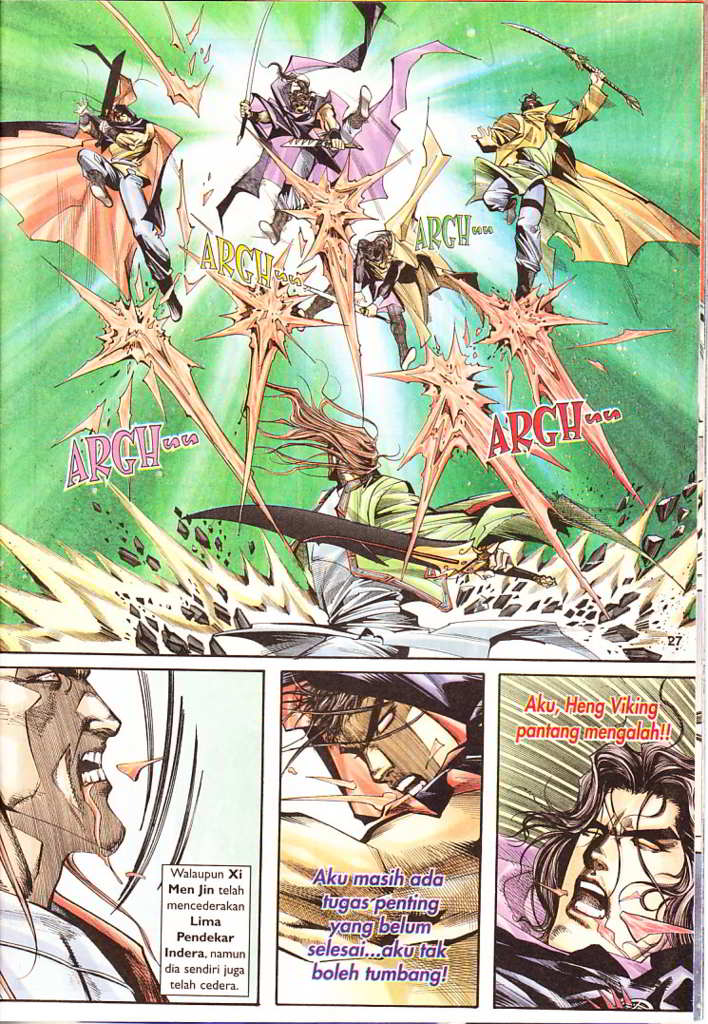 ARGH~~
ARGH~~
ARGH~~
ARGH~~
27
Walaupun Xi
Men Jin telah
mencederakan
Lima
Pendekar
Indera, namun
dia sendiri juga
telah cedera.
Aku masih ada
tugas penting
yang belum
selesai...aku tak
boleh tumbang!
Aku, Heng Viking
pantang mengalah!!